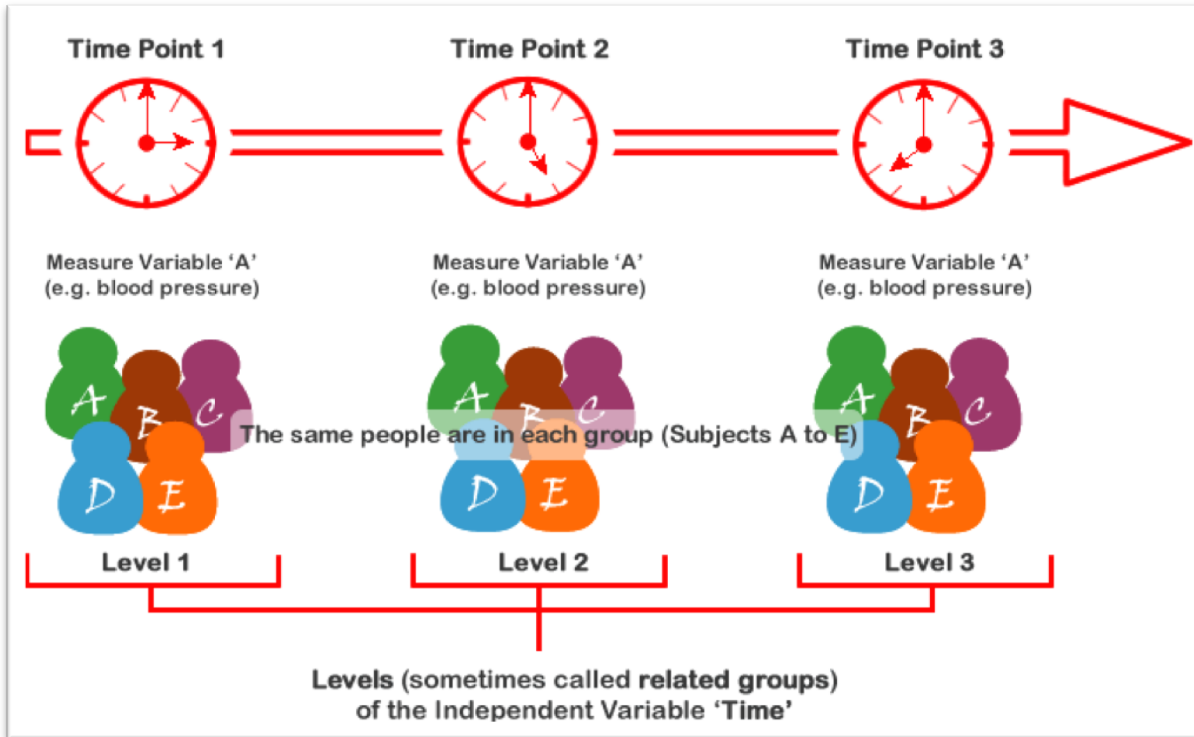 Time Point 1
Time Point 2
Time Point 3
Measure Variable ‘A’
(e.g. blood pressure)
Measure Variable ‘A’
(e.g. blood pressure)
Measure Variable ‘A’
(e.g. blood pressure)
A
B
C
D
E
A
B
C
D
E
A
B
C
D
E
The same people are in each group (Subjects A to E)
Level 1
Level 2
Level 3
Levels (sometimes called related groups)
of the Independent Variable ‘Time’